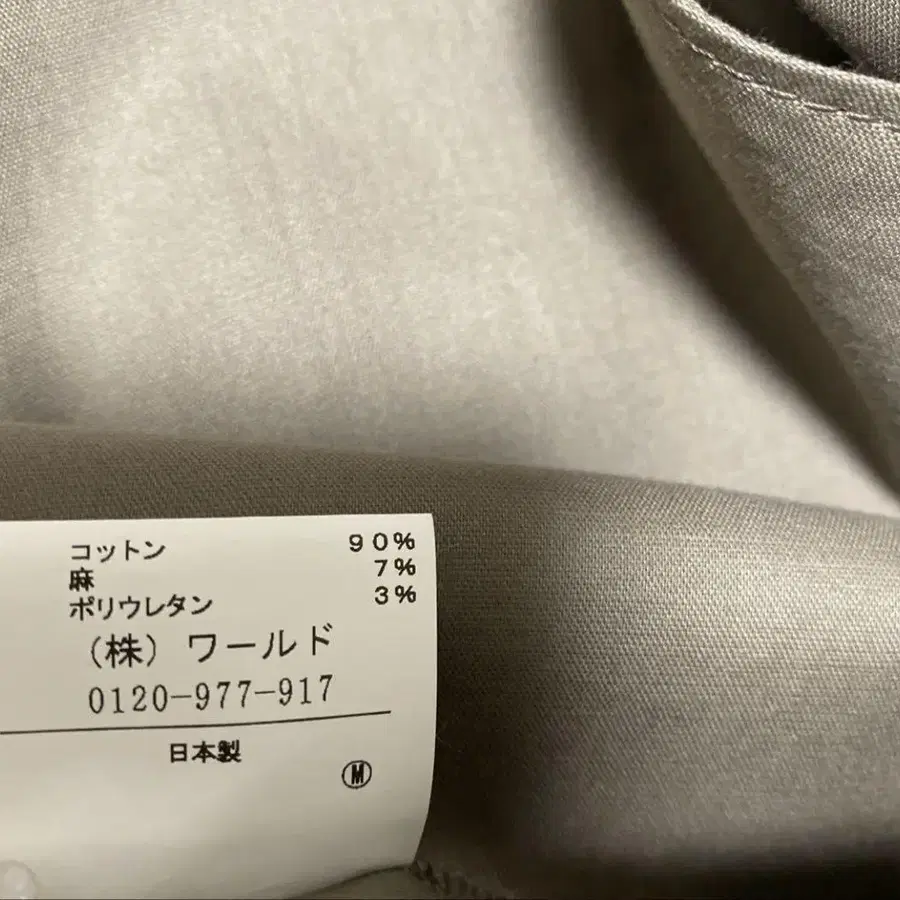 コットン 90%
麻 7%
ポリウレタン 3%
(株) ワールド
0120-977-917
日本製
Ⓜ